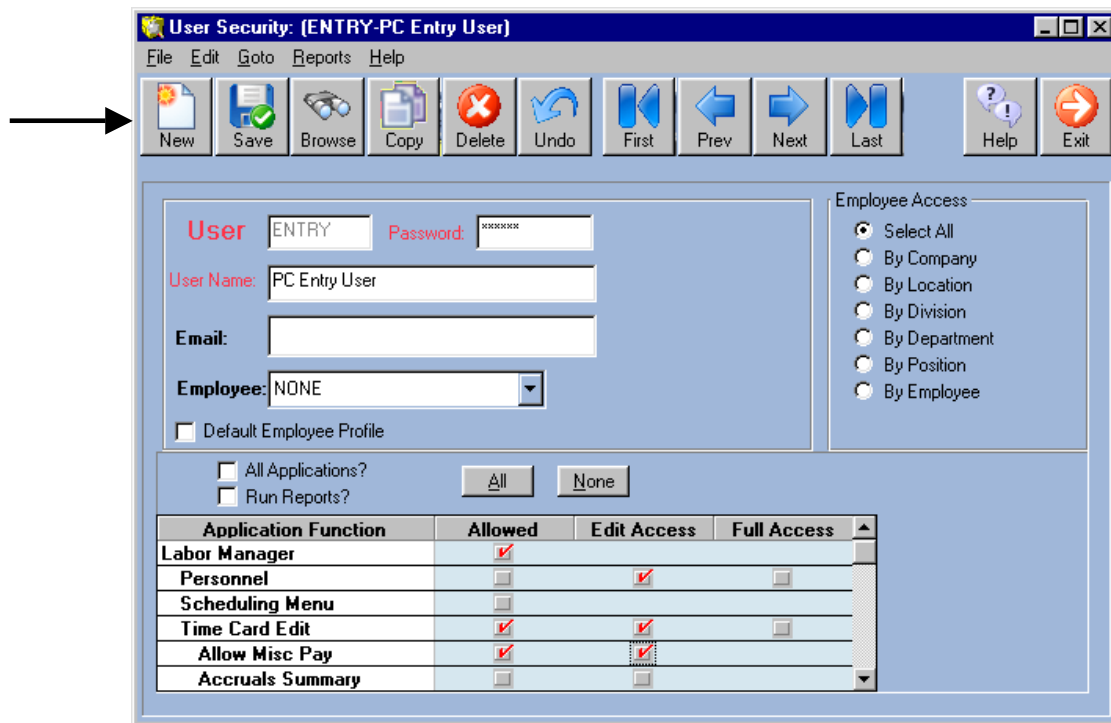 User Security: (ENTRY-PC Entry User)
File Edit Goto Reports Help
New Save Browse Copy Delete Undo First Prev Next Last Help Exit
User ENTRY Password: ******
User Name: PC Entry User
Email:
Employee: NONE
Default Employee Profile
Employee Access
Select All
By Company
By Location
By Division
By Department
By Position
By Employee
All Applications?
Run Reports?
All None
Application Function Allowed Edit Access Full Access
Labor Manager
Personnel
Scheduling Menu
Time Card Edit
Allow Misc Pay
Accruals Summary